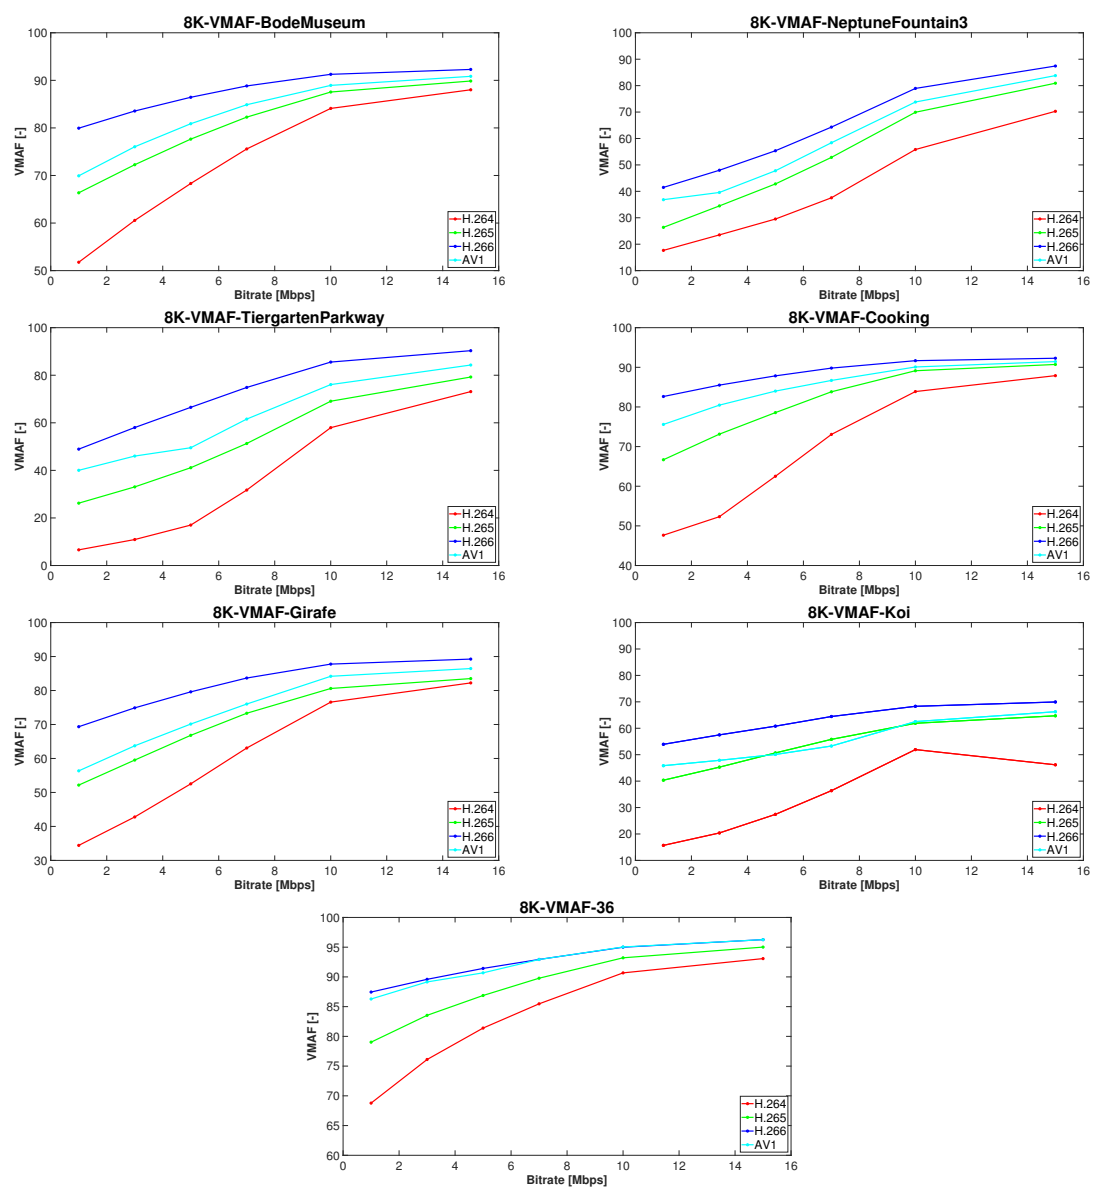 8K-VMAF-BodeMuseum
100
90
80
70
60
50
VMAF [-]
0 2 4 6 8 10 12 14 16
Bitrate [Mbps]
H.264
H.265
H.266
AV1
8K-VMAF-NeptuneFountain3
100
90
80
70
60
50
40
30
20
10
VMAF [-]
0 2 4 6 8 10 12 14 16
Bitrate [Mbps]
H.264
H.265
H.266
AV1
8K-VMAF-TiergartenParkway
100
80
60
40
20
0
VMAF [-]
0 2 4 6 8 10 12 14 16
Bitrate [Mbps]
H.264
H.265
H.266
AV1
8K-VMAF-Cooking
100
90
80
70
60
50
40
VMAF [-]
0 2 4 6 8 10 12 14 16
Bitrate [Mbps]
H.264
H.265
H.266
AV1
8K-VMAF-Girafe
100
90
80
70
60
50
40
30
VMAF [-]
0 2 4 6 8 10 12 14 16
Bitrate [Mbps]
H.264
H.265
H.266
AV1
8K-VMAF-Koi
100
90
80
70
60
50
40
30
20
10
VMAF [-]
0 2 4 6 8 10 12 14 16
Bitrate [Mbps]
H.264
H.265
H.266
AV1
8K-VMAF-36
100
95
90
85
80
75
70
65
60
VMAF [-]
0 2 4 6 8 10 12 14 16
Bitrate [Mbps]
H.264
H.265
H.266
AV1